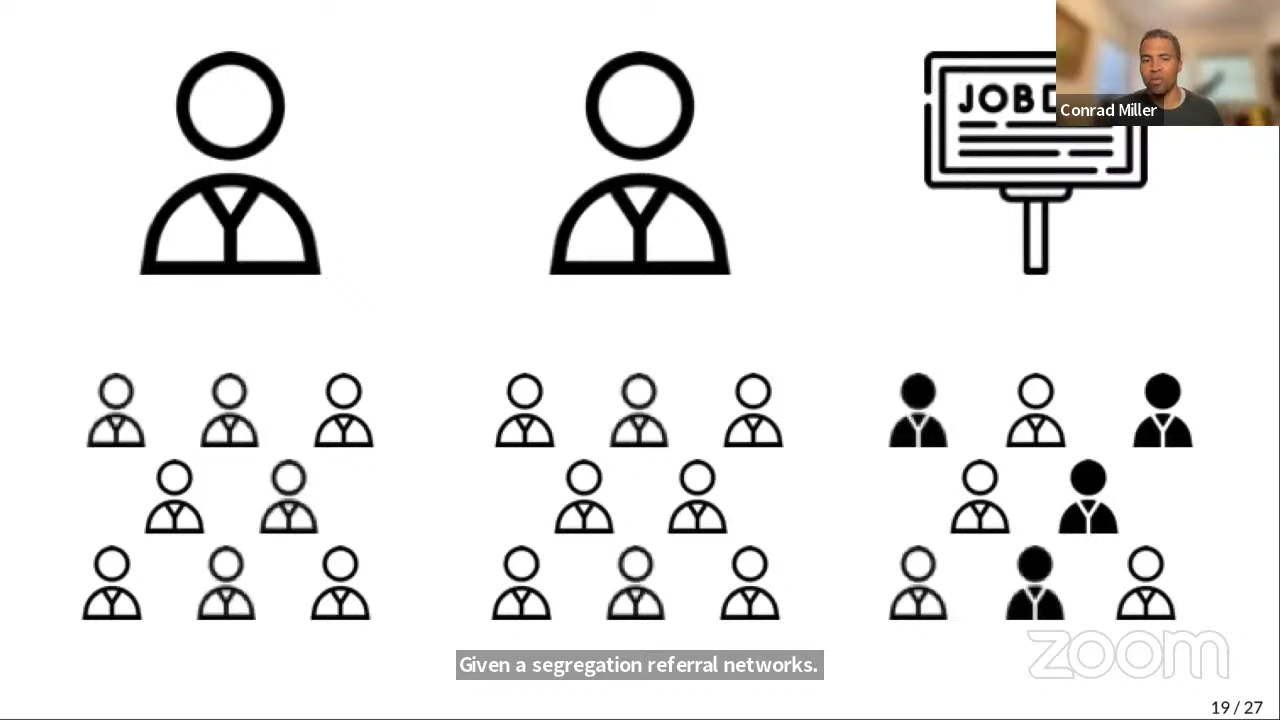 JOB
Conrad Miller
Given a segregation referral networks.
zoom
19 / 27